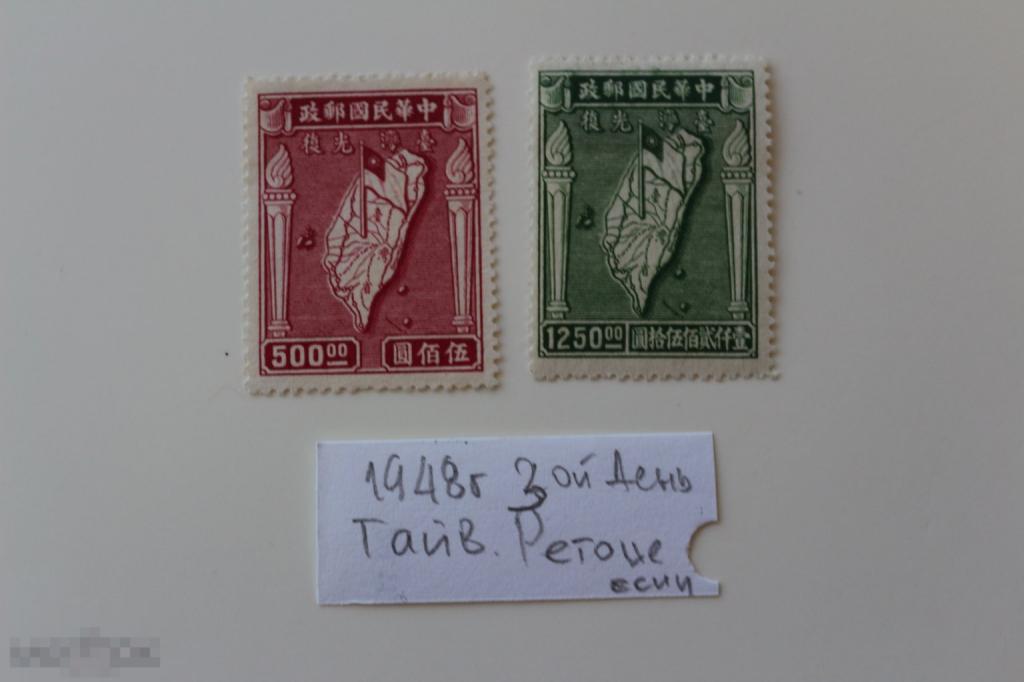 政郵國民華中
復光灣臺
500.00
圓佰伍
政郵國民華中
復光灣臺
1250.00
圓拾伍佰貳仟壹
1948г 3ой День
Тайв. Ретоце
есии